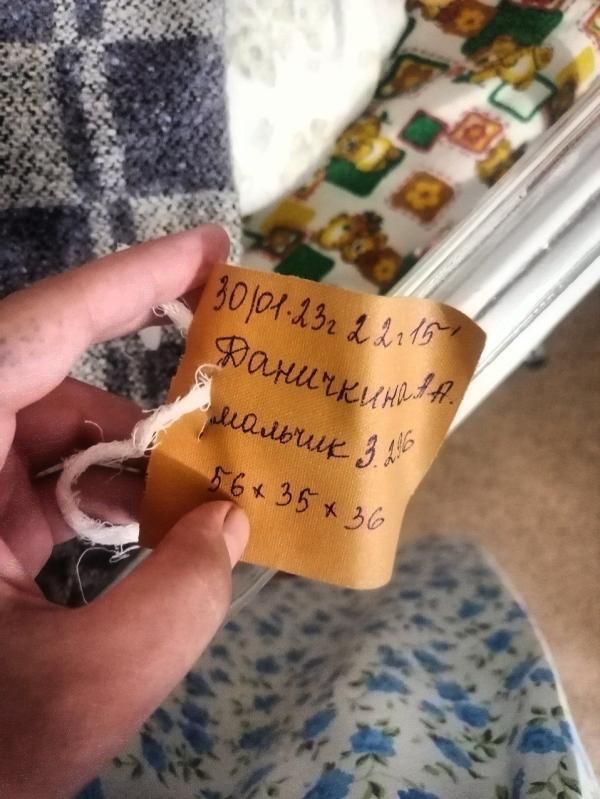 30/01.23г 22г15'
Даничкина А.А.
мальчик 3.296
56 × 35 × 36